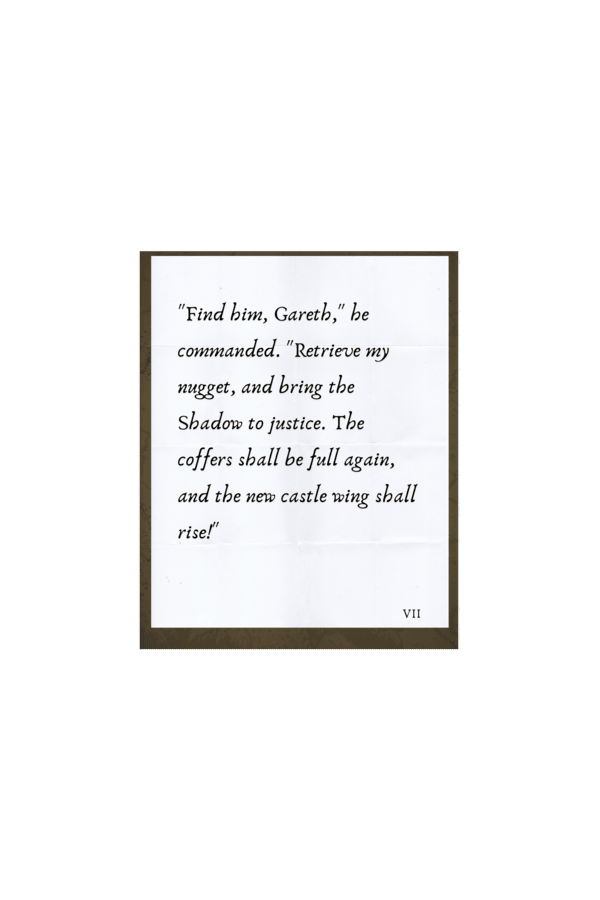 "Find him, Gareth," he
commanded. "Retrieve my
nugget, and bring the
Shadow to justice. The
coffers shall be full again,
and the new castle wing shall
rise!"
VII